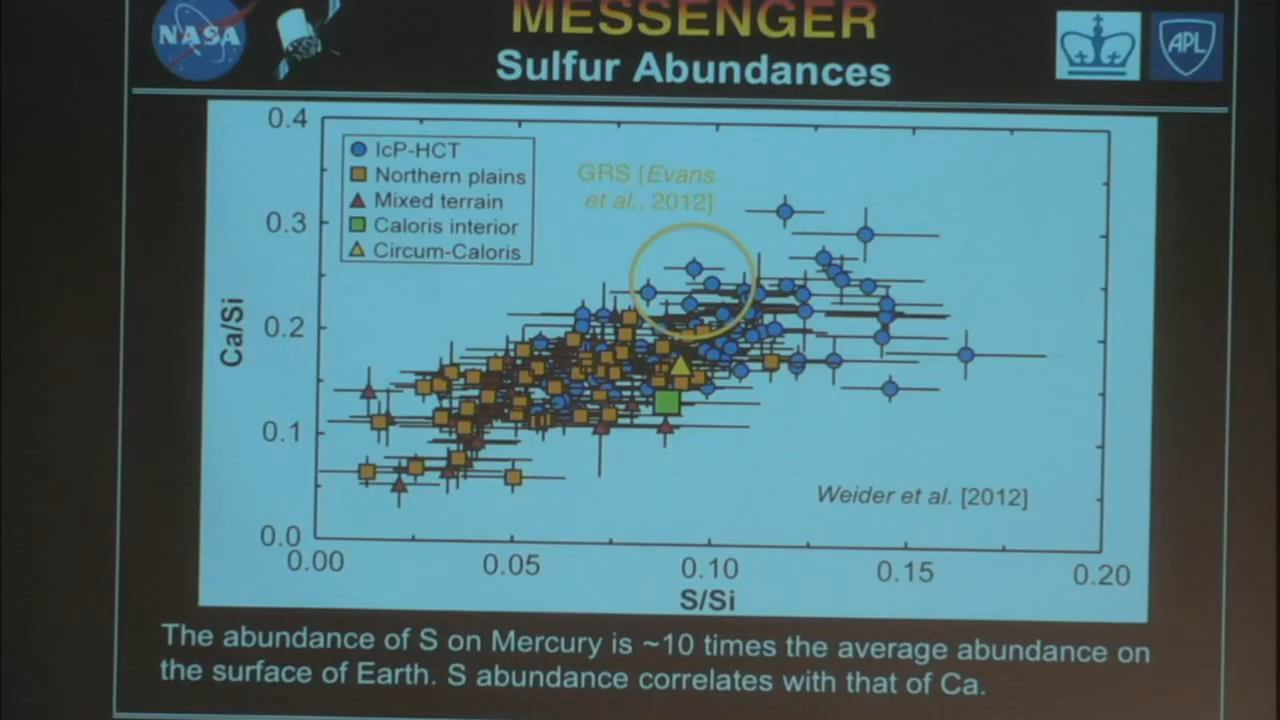 MESSENGER
NASA
APL
Sulfur Abundances
0.4
0.3
0.2
0.1
0.0
Ca/Si
IcP-HCT
Northern plains
Mixed terrain
Caloris interior
Circum-Caloris
GRS [Evans
et al., 2012]
Weider et al. [2012]
0.00
0.05
0.10
0.15
0.20
S/Si
The abundance of S on Mercury is ~10 times the average abundance on
the surface of Earth. S abundance correlates with that of Ca.